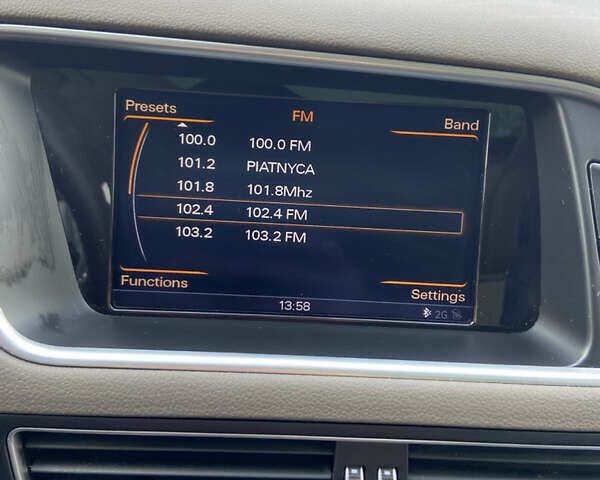 Presets FM Band
100.0 100.0 FM
101.2 PIATNYCA
101.8 101.8Mhz
102.4 102.4 FM
103.2 103.2 FM
Functions Settings
13:58 2G